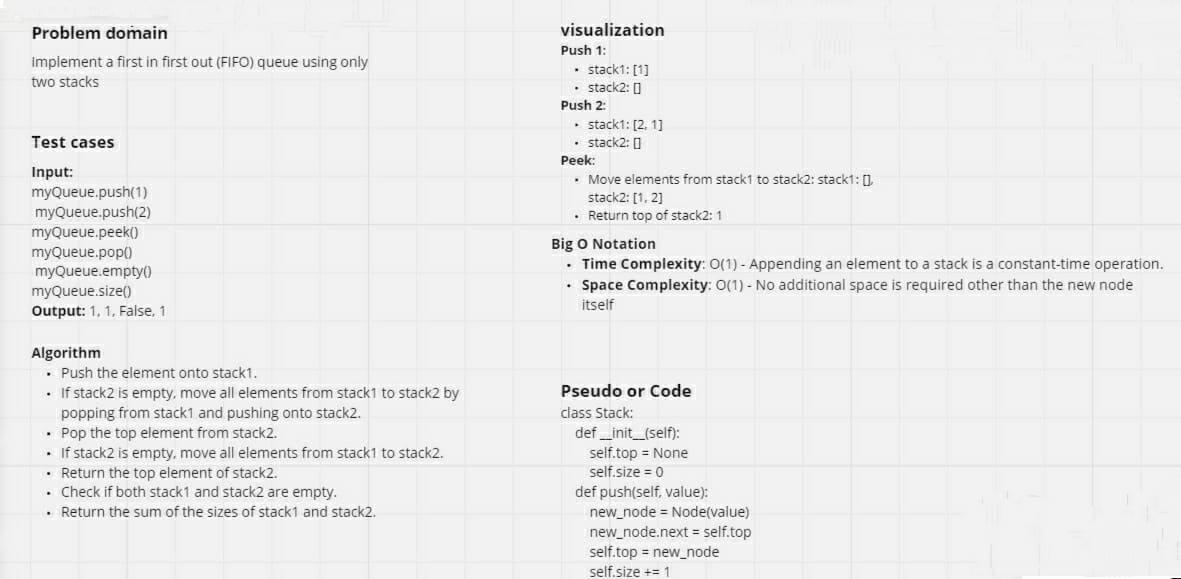 Problem domain
Implement a first in first out (FIFO) queue using only
two stacks
Test cases
Input:
myQueue.push(1)
myQueue.push(2)
myQueue.peek()
myQueue.pop()
myQueue.empty()
myQueue.size()
Output: 1, 1, False, 1
Algorithm
• Push the element onto stack1.
• If stack2 is empty, move all elements from stack1 to stack2 by
popping from stack1 and pushing onto stack2.
• Pop the top element from stack2.
• If stack2 is empty, move all elements from stack1 to stack2.
• Return the top element of stack2.
• Check if both stack1 and stack2 are empty.
• Return the sum of the sizes of stack1 and stack2.
visualization
Push 1:
• stack1: [1]
• stack2: []
Push 2:
• stack1: [2, 1]
• stack2: []
Peek:
• Move elements from stack1 to stack2: stack1: [],
stack2: [1, 2]
• Return top of stack2: 1
Big O Notation
• Time Complexity: O(1) - Appending an element to a stack is a constant-time operation.
• Space Complexity: O(1) - No additional space is required other than the new node
itself
Pseudo or Code
class Stack:
def __init__(self):
self.top = None
self.size = 0
def push(self, value):
new_node = Node(value)
new_node.next = self.top
self.top = new_node
self.size += 1